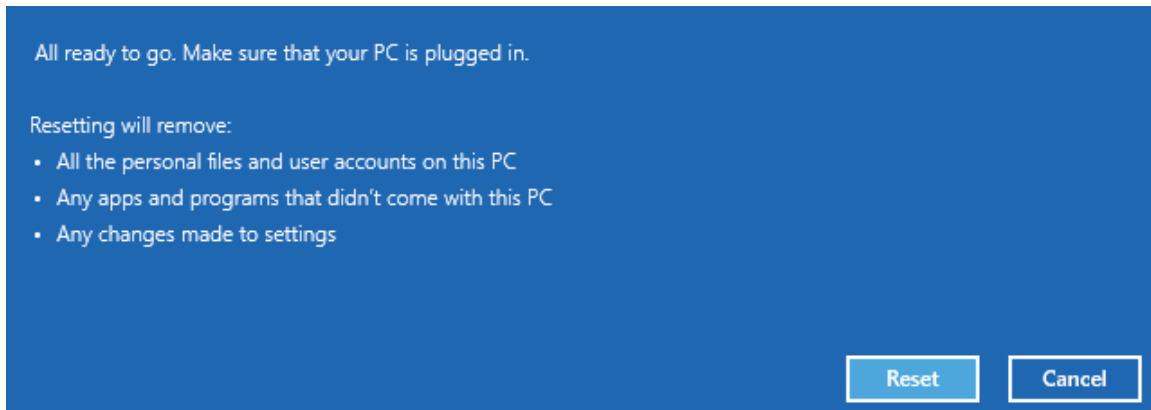 All ready to go. Make sure that your PC is plugged in.
Resetting will remove:
• All the personal files and user accounts on this PC
• Any apps and programs that didn’t come with this PC
• Any changes made to settings
Reset Cancel